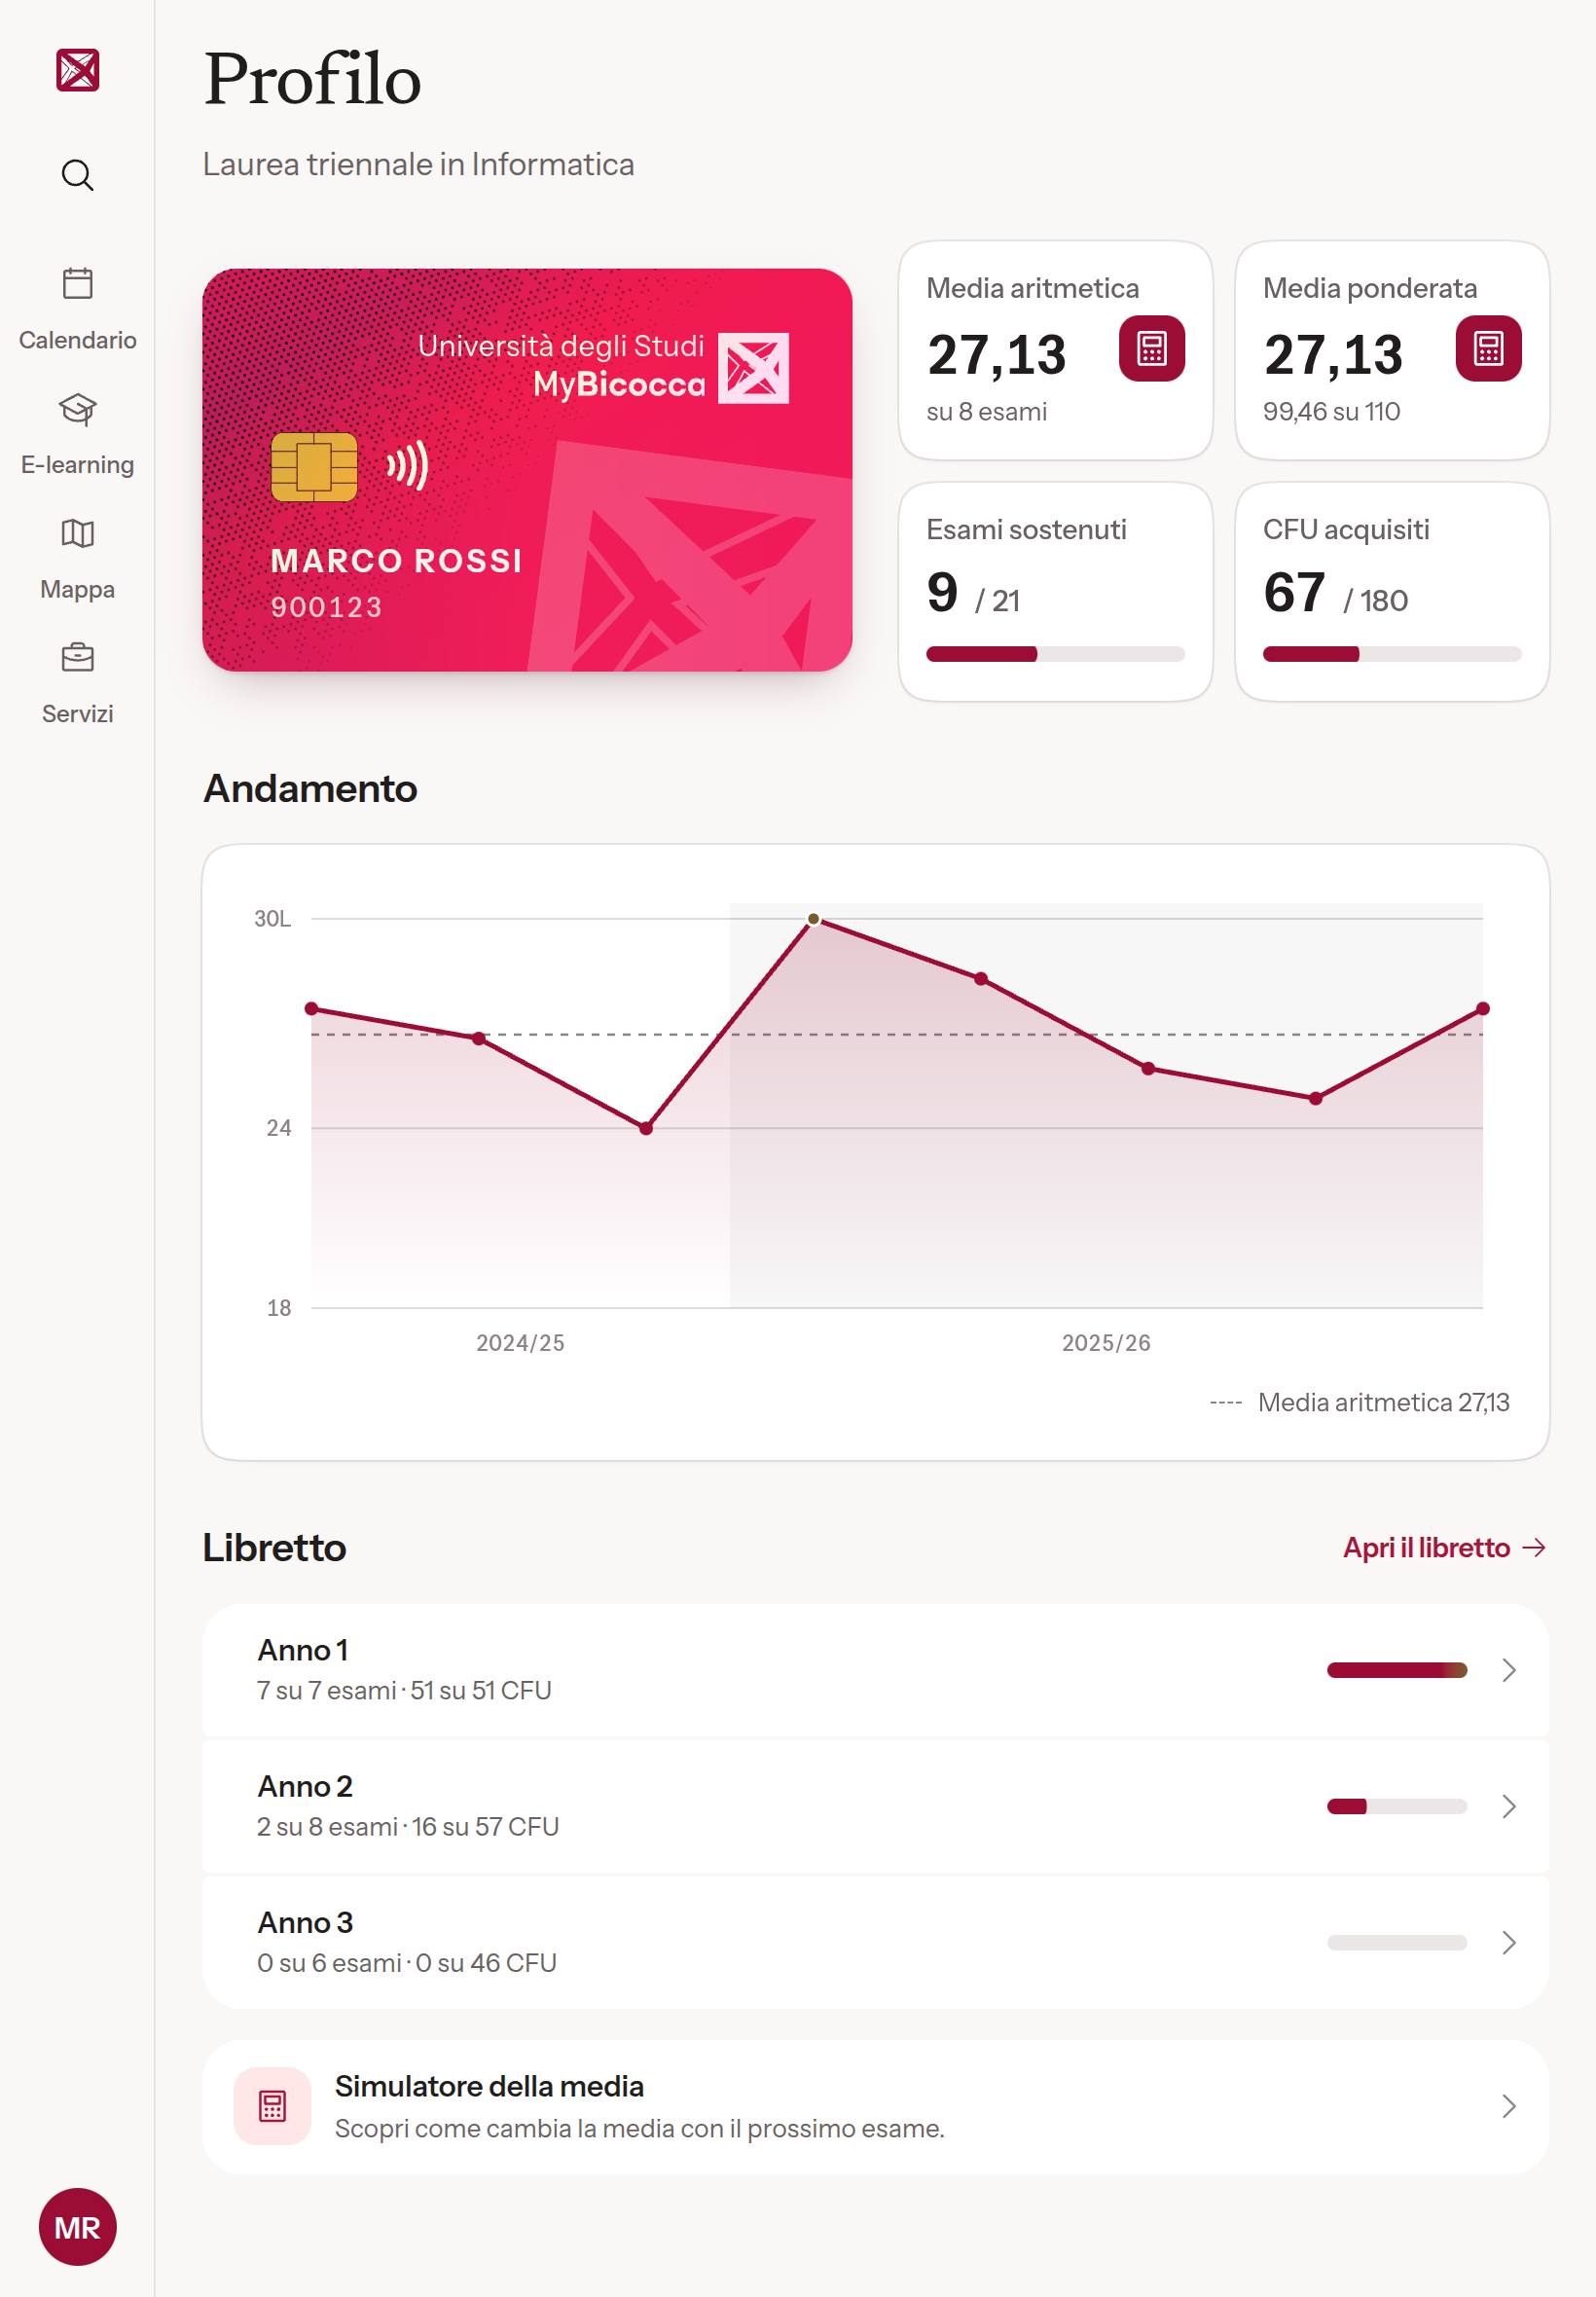 Profilo
Laurea triennale in Informatica
Calendario
E-learning
Mappa
Servizi
Università degli Studi
MyBicocca
MARCO ROSSI
900123
Media aritmetica
27,13
su 8 esami
Media ponderata
27,13
99,46 su 110
Esami sostenuti
9 / 21
CFU acquisiti
67 / 180
Andamento
30L
24
18
2024/25
2025/26
---- Media aritmetica 27,13
Libretto
Apri il libretto →
Anno 1
7 su 7 esami · 51 su 51 CFU
Anno 2
2 su 8 esami · 16 su 57 CFU
Anno 3
0 su 6 esami · 0 su 46 CFU
Simulatore della media
Scopri come cambia la media con il prossimo esame.
MR